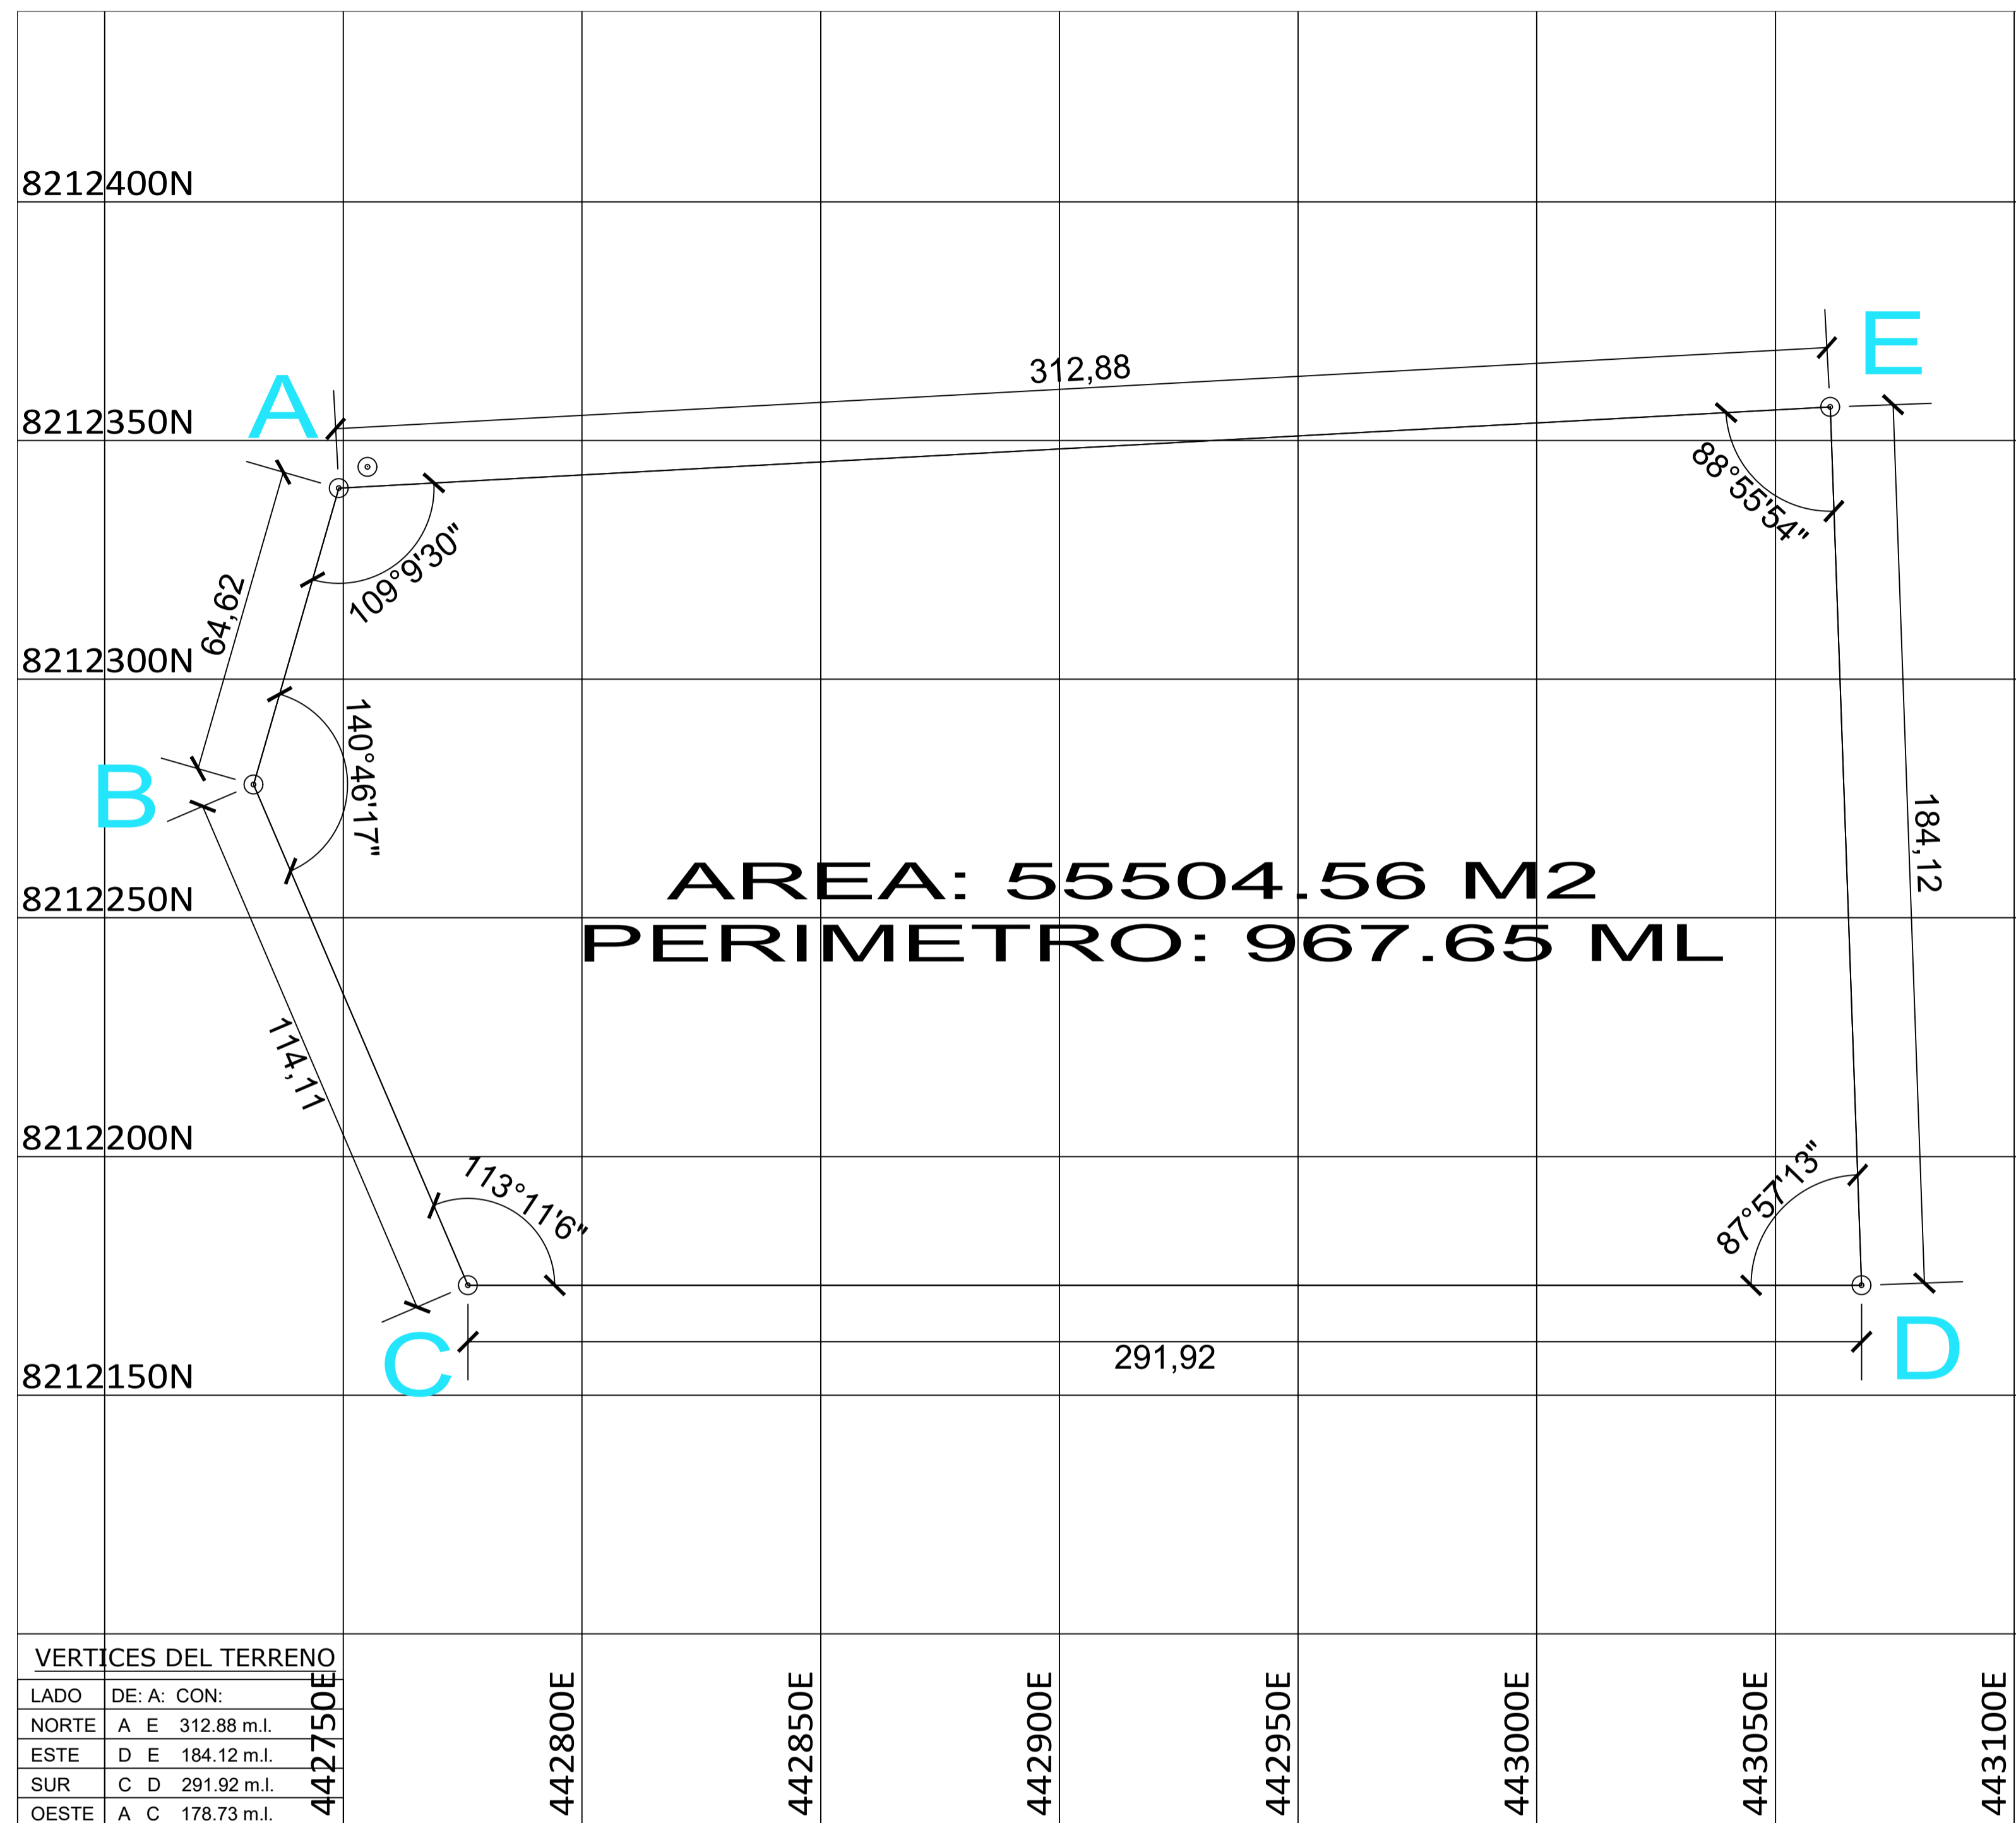 8212400N
E
312,88
A
8212350N
88°55'54"
109°9'30"
64,62
8212300N
140°46'17"
B
184,12
AREA: 55504.56 M2
8212250N
PERIMETRO: 967.65 ML
114,11
8212200N
113°11'6"
87°57'13"
C
291,92
D
8212150N
VERTICES DEL TERRENO
LADO DE: A: CON:
NORTE A E 312.88 m.l.
ESTE D E 184.12 m.l.
SUR C D 291.92 m.l.
OESTE A C 178.73 m.l.
442750E
442800E
442850E
442900E
442950E
443000E
443050E
443100E